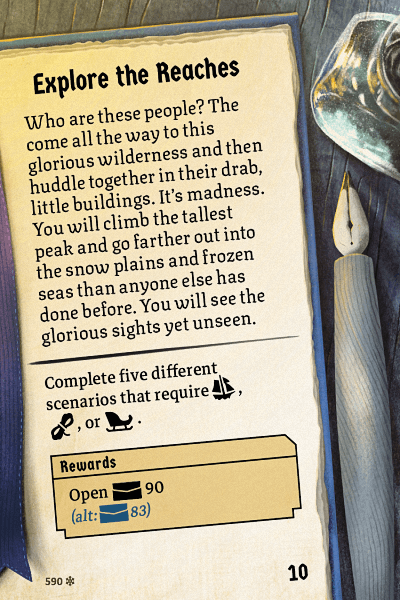 Explore the Reaches
Who are these people? The
come all the way to this
glorious wilderness and then
huddle together in their drab,
little buildings. It's madness.
You will climb the tallest
peak and go farther out into
the snow plains and frozen
seas than anyone else has
done before. You will see the
glorious sights yet unseen.
Complete five different
scenarios that require ,
, or .
Rewards
Open 90
(alt: 83)
590
10